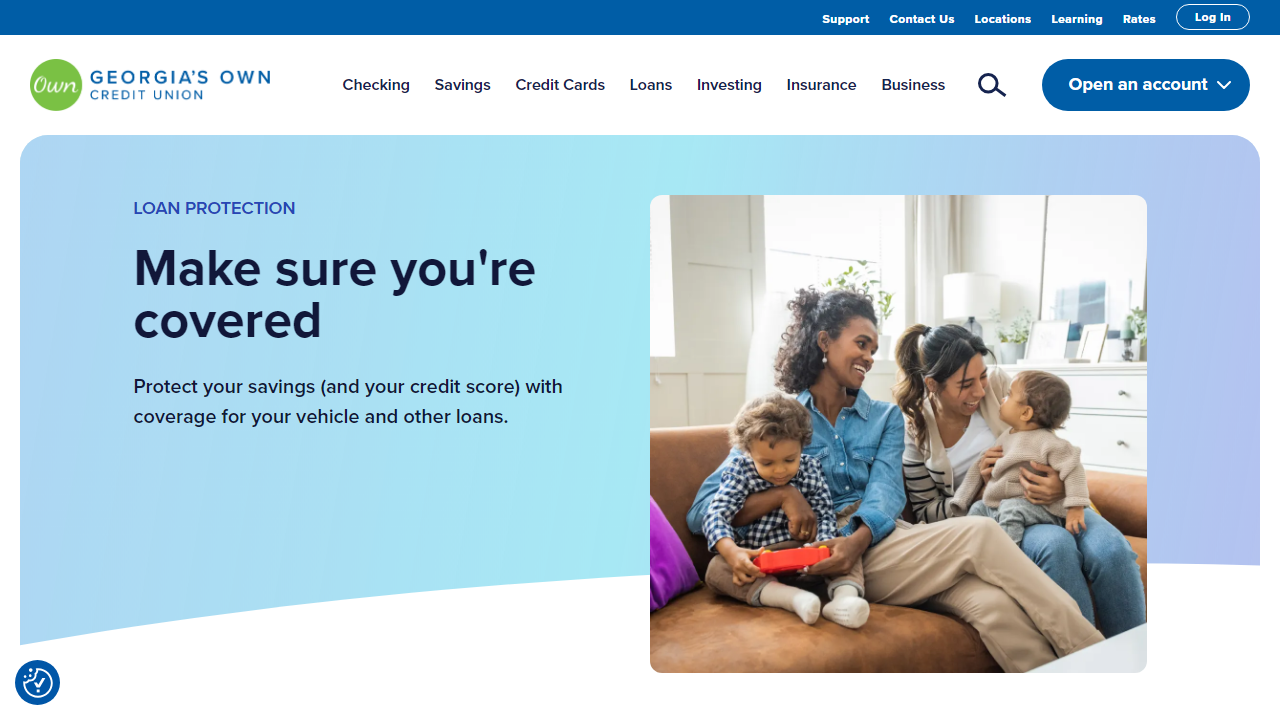 Support Contact Us Locations Learning Rates Log In
Own GEORGIA'S OWN
CREDIT UNION
Checking Savings Credit Cards Loans Investing Insurance Business Open an account
LOAN PROTECTION
Make sure you're
covered
Protect your savings (and your credit score) with
coverage for your vehicle and other loans.